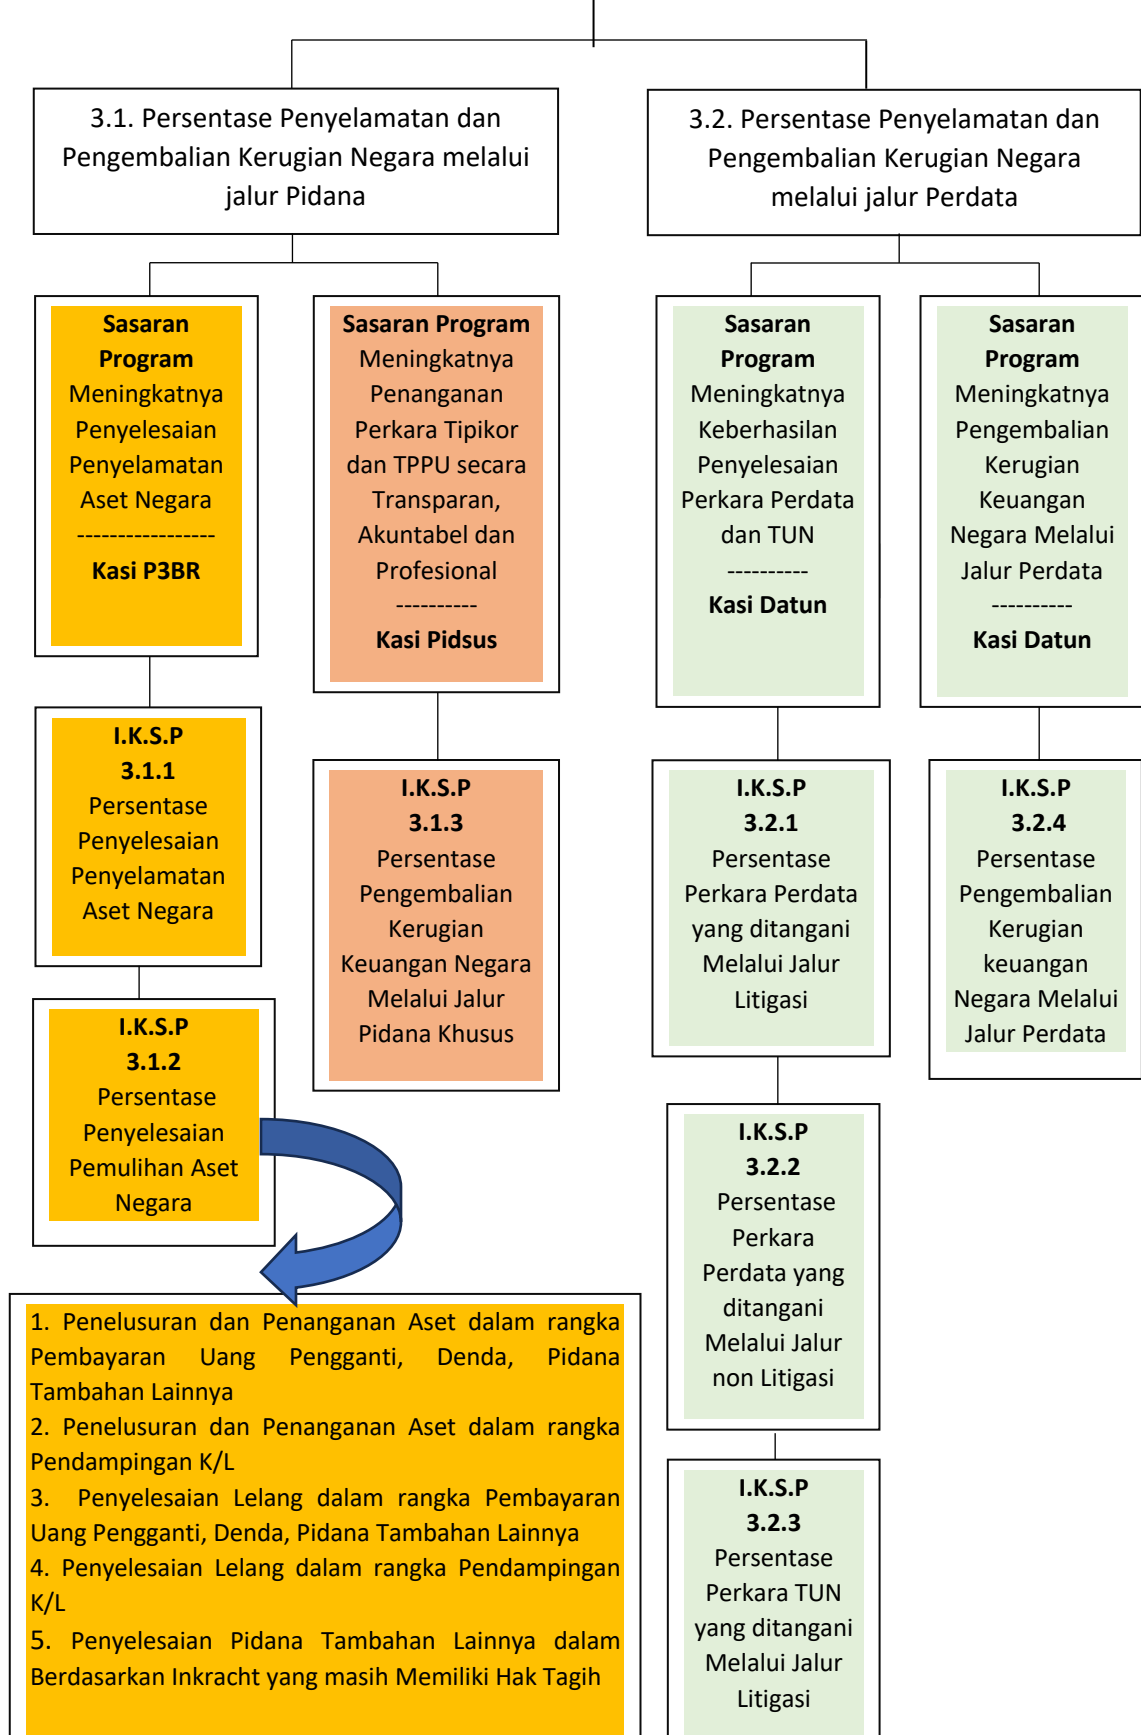 3.1. Persentase Penyelamatan dan
Pengembalian Kerugian Negara melalui
jalur Pidana
3.2. Persentase Penyelamatan dan
Pengembalian Kerugian Negara
melalui jalur Perdata
Sasaran
Program
Meningkatnya
Penyelesaian
Penyelamatan
Aset Negara
-----------------
Kasi P3BR
Sasaran Program
Meningkatnya
Penanganan
Perkara Tipikor
dan TPPU secara
Transparan,
Akuntabel dan
Profesional
----------
Kasi Pidsus
Sasaran
Program
Meningkatnya
Keberhasilan
Penyelesaian
Perkara Perdata
dan TUN
----------
Kasi Datun
Sasaran
Program
Meningkatnya
Pengembalian
Kerugian
Keuangan
Negara Melalui
Jalur Perdata
----------
Kasi Datun
I.K.S.P
3.1.1
Persentase
Penyelesaian
Penyelamatan
Aset Negara
I.K.S.P
3.1.2
Persentase
Penyelesaian
Pemulihan Aset
Negara
I.K.S.P
3.1.3
Persentase
Pengembalian
Kerugian
Keuangan Negara
Melalui Jalur
Pidana Khusus
I.K.S.P
3.2.1
Persentase
Perkara Perdata
yang ditangani
Melalui Jalur
Litigasi
I.K.S.P
3.2.4
Persentase
Pengembalian
Kerugian
keuangan
Negara Melalui
Jalur Perdata
I.K.S.P
3.2.2
Persentase
Perkara
Perdata yang
ditangani
Melalui Jalur
non Litigasi
I.K.S.P
3.2.3
Persentase
Perkara TUN
yang ditangani
Melalui Jalur
Litigasi
1. Penelusuran dan Penanganan Aset dalam rangka
Pembayaran Uang Pengganti, Denda, Pidana
Tambahan Lainnya
2. Penelusuran dan Penanganan Aset dalam rangka
Pendampingan K/L
3. Penyelesaian Lelang dalam rangka Pembayaran
Uang Pengganti, Denda, Pidana Tambahan Lainnya
4. Penyelesaian Lelang dalam rangka Pendampingan
K/L
5. Penyelesaian Pidana Tambahan Lainnya dalam
Berdasarkan Inkracht yang masih Memiliki Hak Tagih